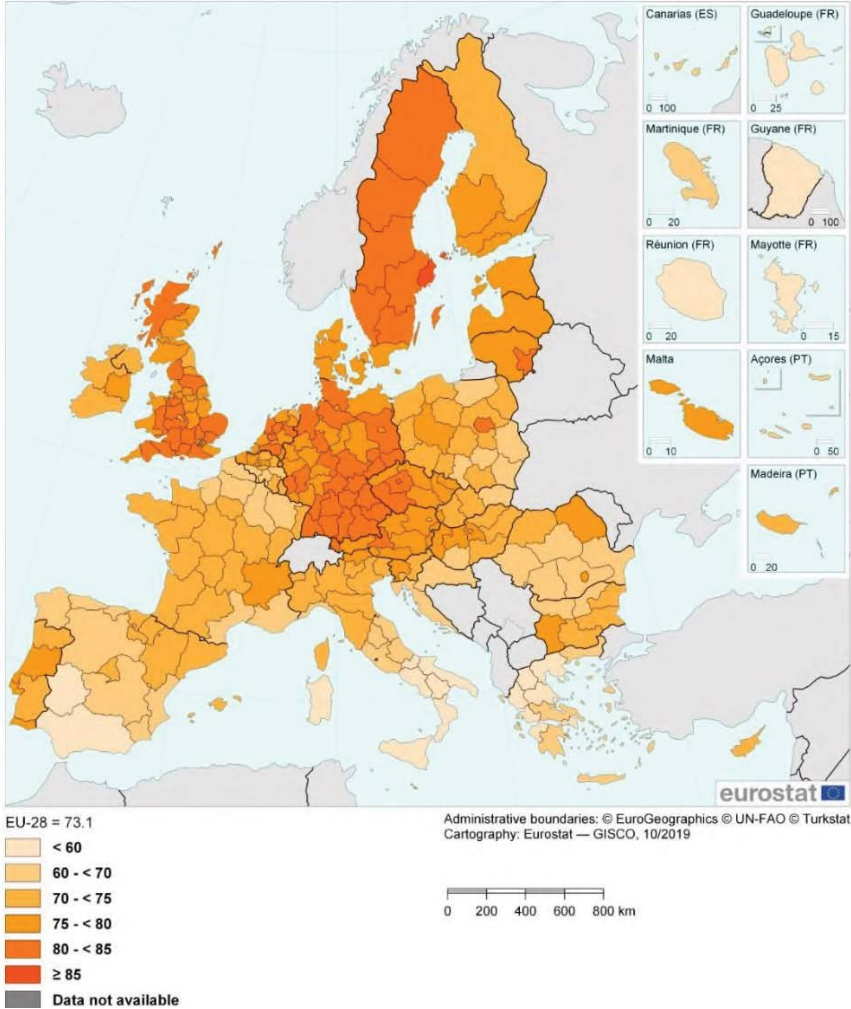 Canarias (ES)
0 100
Guadeloupe (FR)
0 25
Martinique (FR)
0 20
Guyane (FR)
0 100
Réunion (FR)
0 20
Mayotte (FR)
0 15
Malta
0 10
Açores (PT)
0 50
Madeira (PT)
0 20
eurostat
EU-28 = 73.1
< 60
60 - < 70
70 - < 75
75 - < 80
80 - < 85
≥ 85
Data not available
Administrative boundaries: © EuroGeographics © UN-FAO © Turkstat
Cartography: Eurostat — GISCO, 10/2019
0 200 400 600 800 km